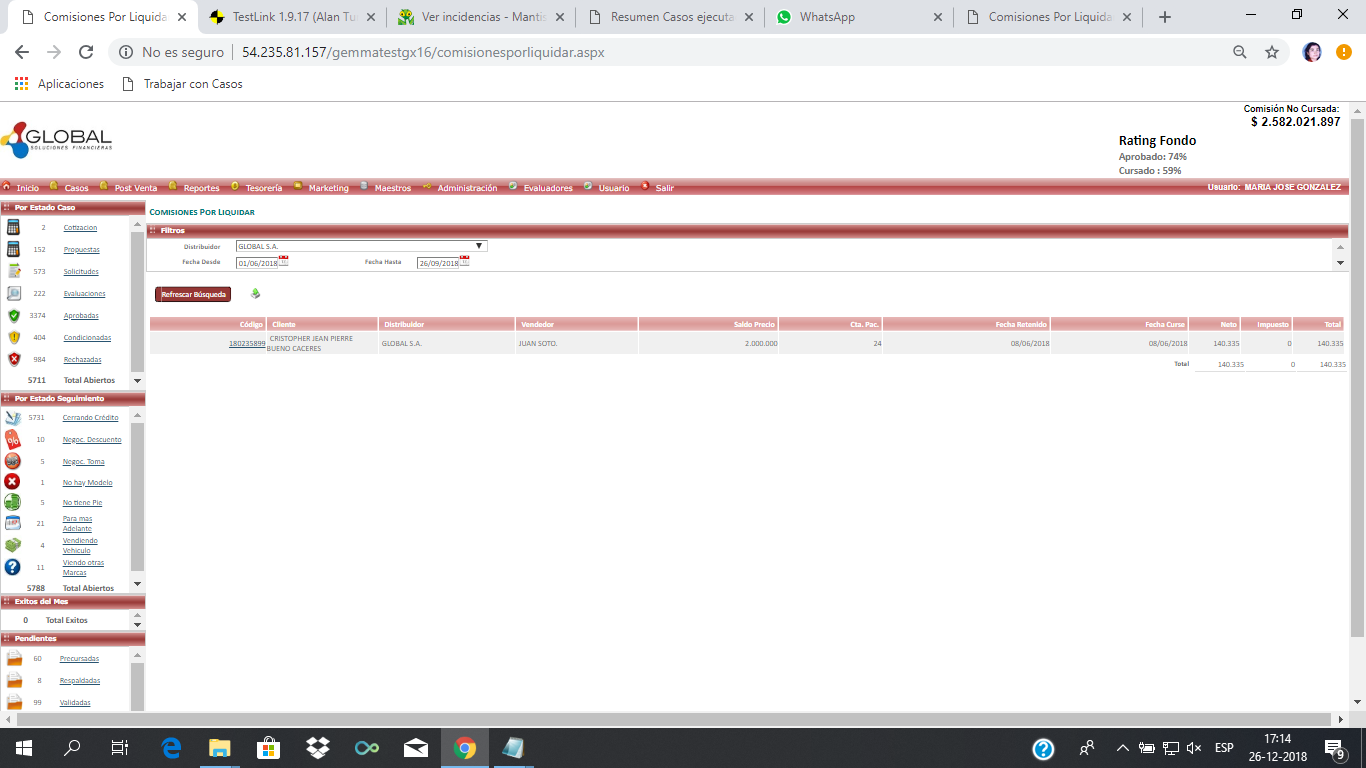 Comisiones Por Liquida
TestLink 1.9.17 (Alan Tu
Ver incidencias - Mantis
Resumen Casos ejecuta
WhatsApp
Comisiones Por Liquida
No es seguro
54.235.81.157/gemmatestgx16/comisionesporliquidar.aspx
Aplicaciones
Trabajar con Casos
Comisión No Cursada:
$ 2.582.021.897
GLOBAL
SOLUCIONES FINANCIERAS
Rating Fondo
Aprobado: 74%
Cursado : 59%
Inicio Casos Post Venta Reportes Tesorería Marketing Maestros Administración Evaluadores Usuario Salir
Usuario: MARIA JOSE GONZALEZ
Por Estado Caso
2 Cotizacion
152 Propuestas
573 Solicitudes
222 Evaluaciones
3374 Aprobadas
404 Condicionadas
984 Rechazadas
5711 Total Abiertos
Por Estado Seguimiento
5731 Cerrando Crédito
10 Negoc. Descuento
5 Negoc. Toma
1 No hay Modelo
5 No tiene Pie
21 Para mas
Adelante
4 Vendiendo
Vehiculo
11 Viendo otras
Marcas
5788 Total Abiertos
Exitos del Mes
0 Total Exitos
Pendientes
60 Precursadas
8 Respaldadas
99 Validadas
Comisiones Por Liquidar
Filtros
Distribuidor GLOBAL S.A.
Fecha Desde 01/06/2018 Fecha Hasta 26/09/2018
Refrescar Búsqueda
Código Cliente Distribuidor Vendedor Saldo Precio Cta. Pac. Fecha Retenido Fecha Curse Neto Impuesto Total
180235899 CRISTOPHER JEAN PIERRE
BUENO CACERES GLOBAL S.A. JUAN SOTO. 2.000.000 24 08/06/2018 08/06/2018 140.335 0 140.335
Total 140.335 0 140.335
ESP
17:14
26-12-2018
9